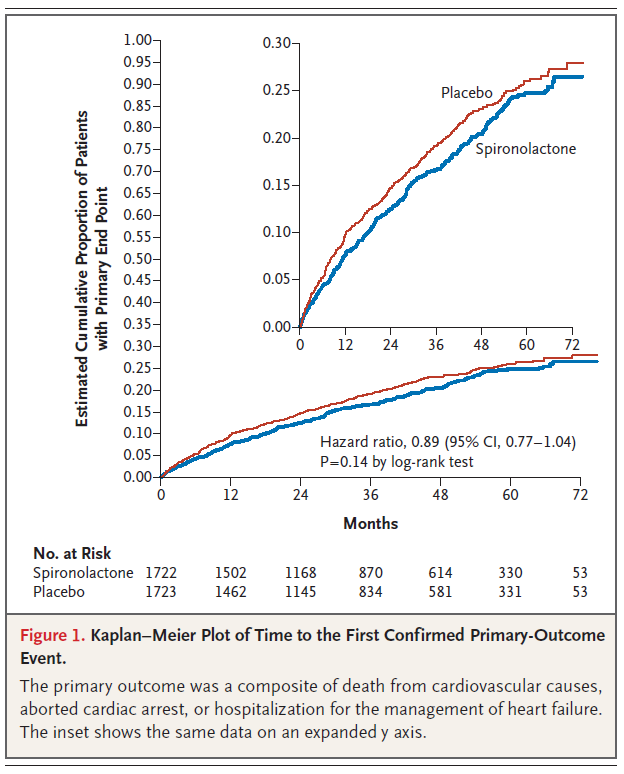 1.00
0.95
0.90
0.85
0.80
0.75
0.70
0.65
0.60
0.55
0.50
0.45
0.40
0.35
0.30
0.25
0.20
0.15
0.10
0.05
0.00
Estimated Cumulative Proportion of Patients
with Primary End Point
0.30
0.25
0.20
0.15
0.10
0.05
0.00
Placebo
Spironolactone
0 12 24 36 48 60 72
Hazard ratio, 0.89 (95% CI, 0.77–1.04)
P=0.14 by log-rank test
0 12 24 36 48 60 72
Months
No. at Risk
Spironolactone 1722 1502 1168 870 614 330 53
Placebo 1723 1462 1145 834 581 331 53
Figure 1. Kaplan–Meier Plot of Time to the First Confirmed Primary-Outcome
Event.
The primary outcome was a composite of death from cardiovascular causes,
aborted cardiac arrest, or hospitalization for the management of heart failure.
The inset shows the same data on an expanded y axis.